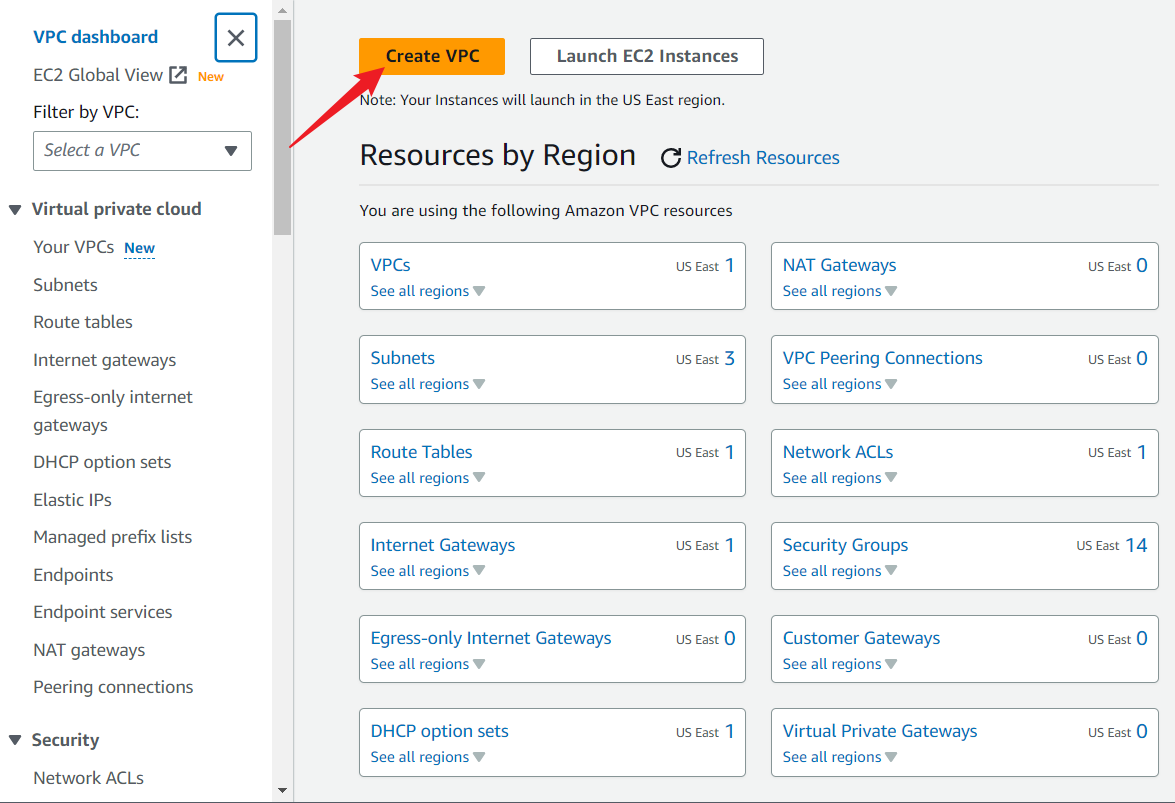 VPC dashboard
EC2 Global View New
Filter by VPC:
Select a VPC
Virtual private cloud
Your VPCs New
Subnets
Route tables
Internet gateways
Egress-only internet
gateways
DHCP option sets
Elastic IPs
Managed prefix lists
Endpoints
Endpoint services
NAT gateways
Peering connections
Security
Network ACLs
Create VPC
Launch EC2 Instances
Note: Your Instances will launch in the US East region.
Resources by Region
Refresh Resources
You are using the following Amazon VPC resources
VPCs US East 1
See all regions
NAT Gateways US East 0
See all regions
Subnets US East 3
See all regions
VPC Peering Connections US East 0
See all regions
Route Tables US East 1
See all regions
Network ACLs US East 1
See all regions
Internet Gateways US East 1
See all regions
Security Groups US East 14
See all regions
Egress-only Internet Gateways US East 0
See all regions
Customer Gateways US East 0
See all regions
DHCP option sets US East 1
See all regions
Virtual Private Gateways US East 0
See all regions